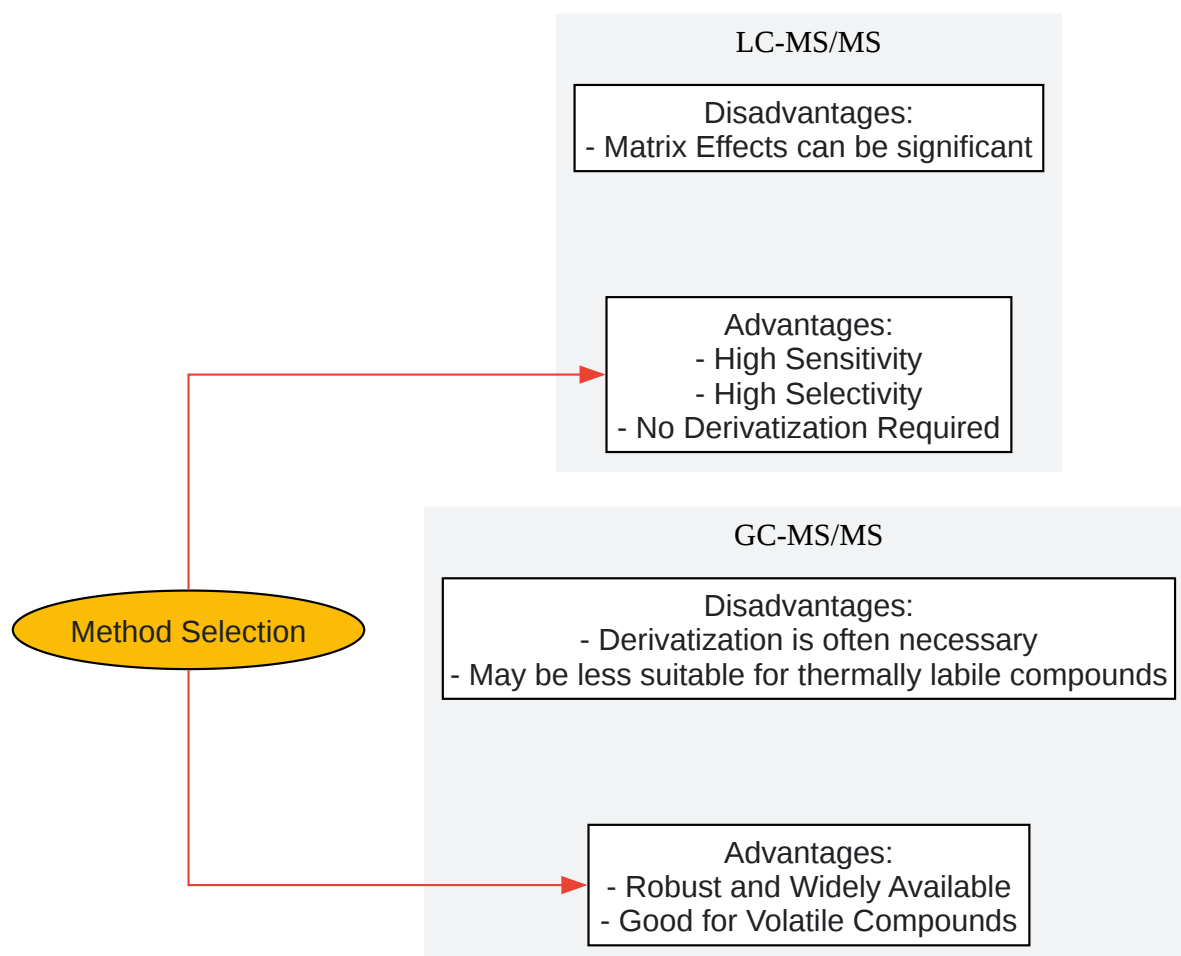 LC-MS/MS
Disadvantages:
- Matrix Effects can be significant
Advantages:
- High Sensitivity
- High Selectivity
- No Derivatization Required
GC-MS/MS
Disadvantages:
- Derivatization is often necessary
- May be less suitable for thermally labile compounds
Method Selection
Advantages:
- Robust and Widely Available
- Good for Volatile Compounds